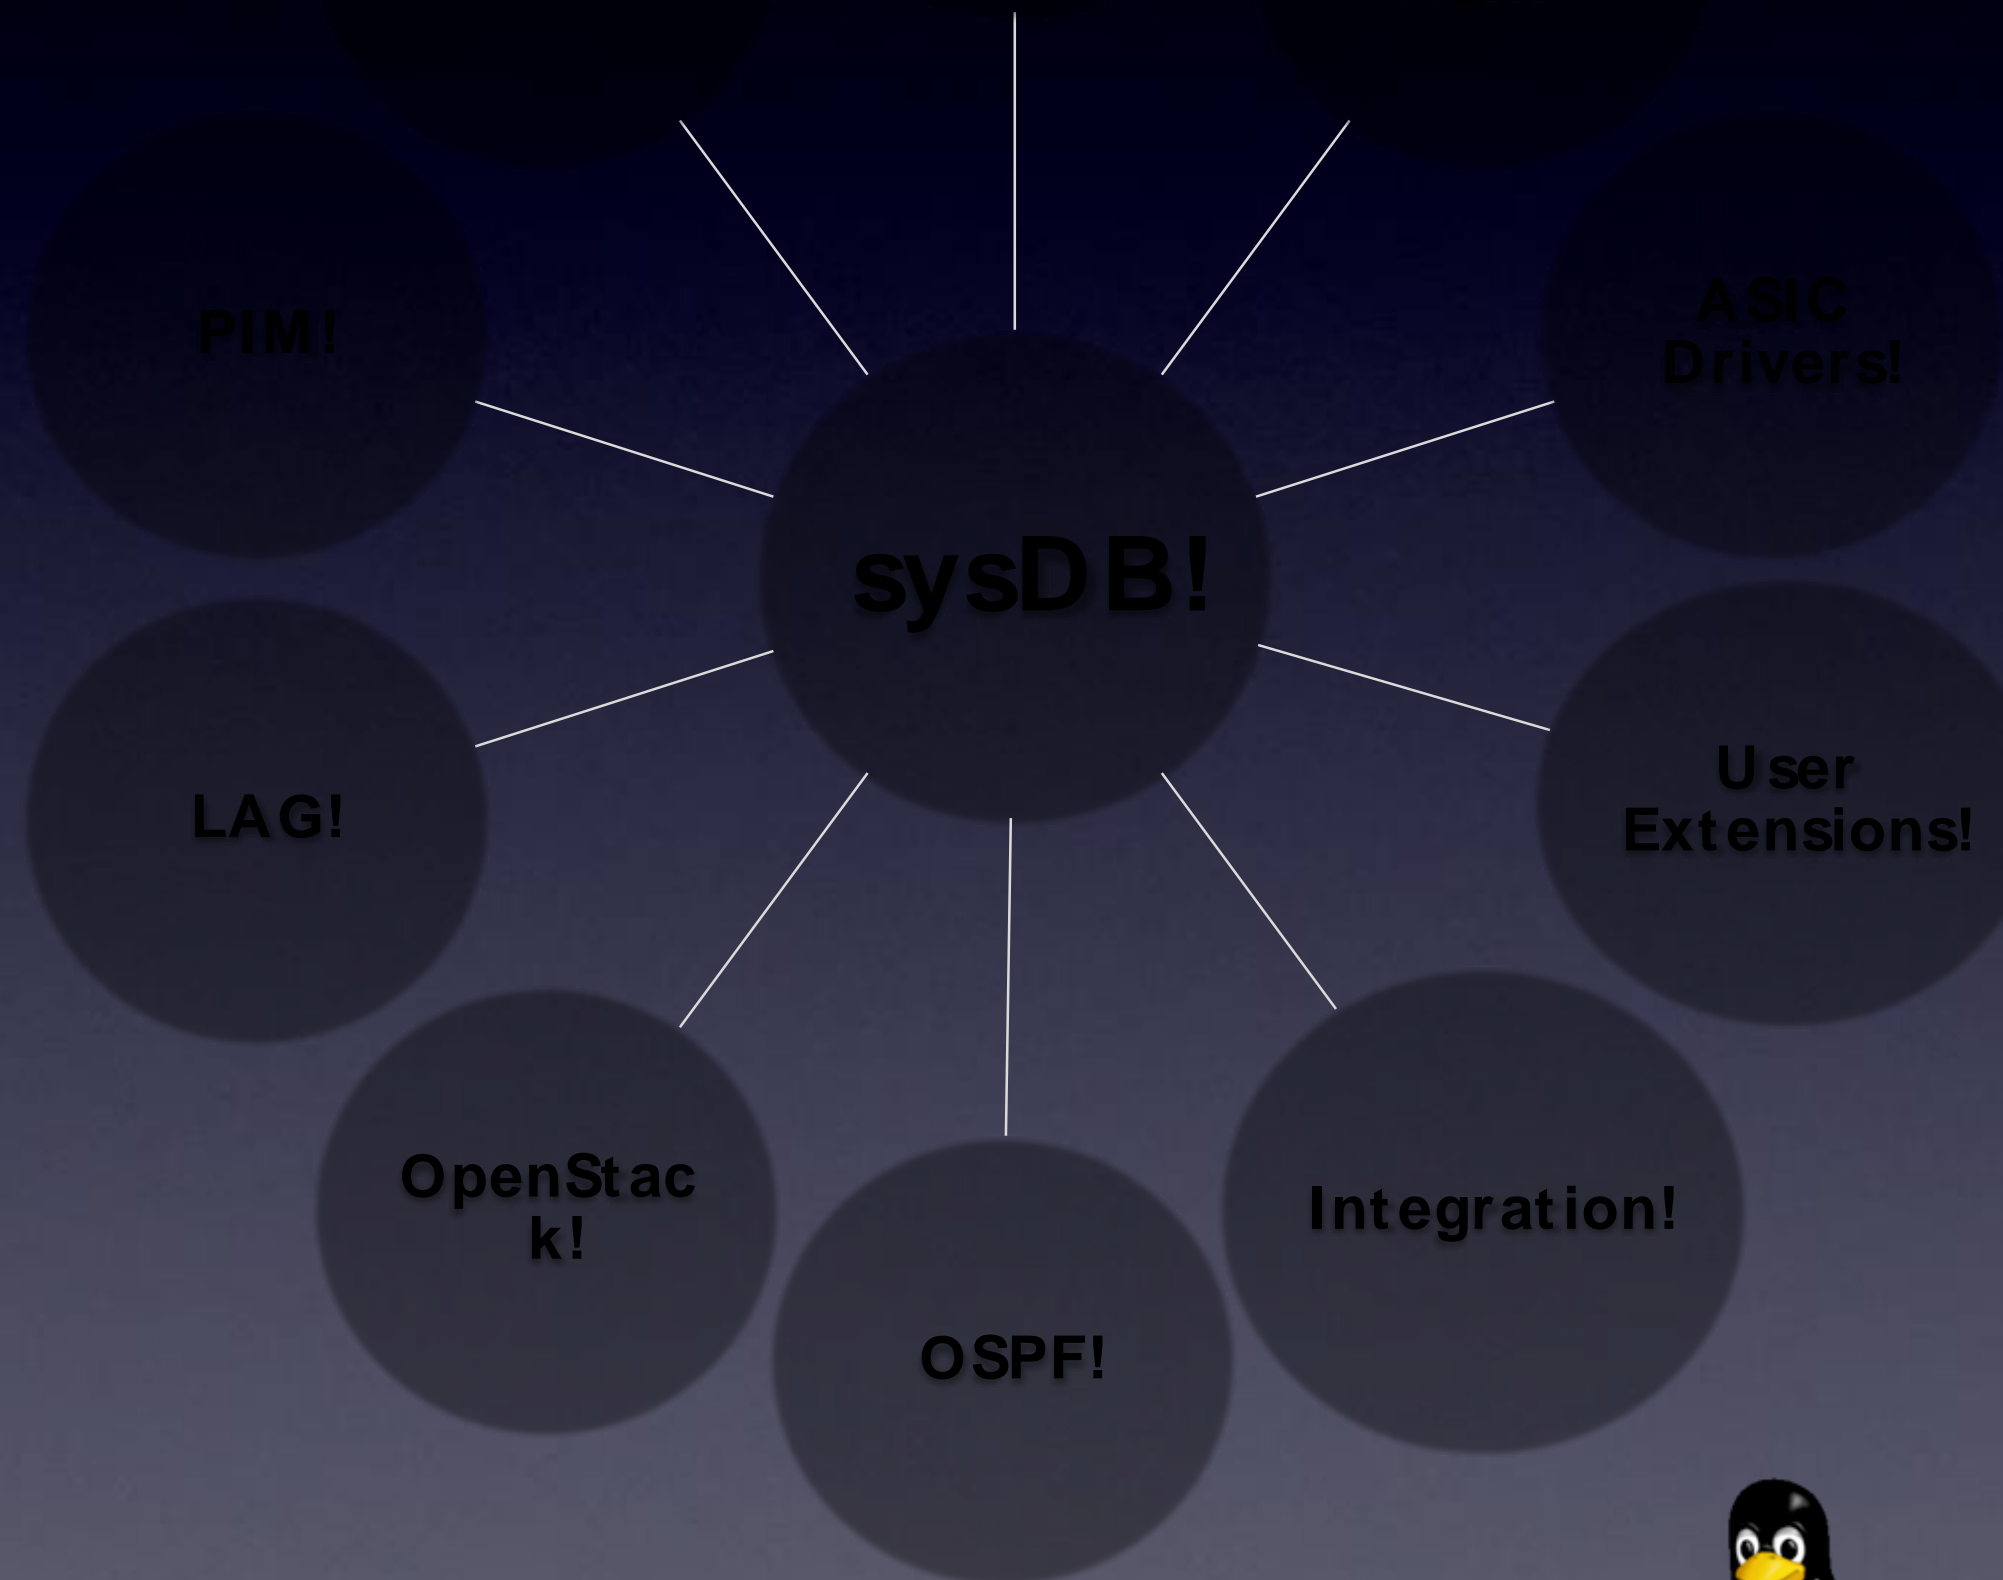 PIM!
ASIC
Drivers!
sysDB!
LAG!
User
Extensions!
OpenStac
k!
Integration!
OSPF!